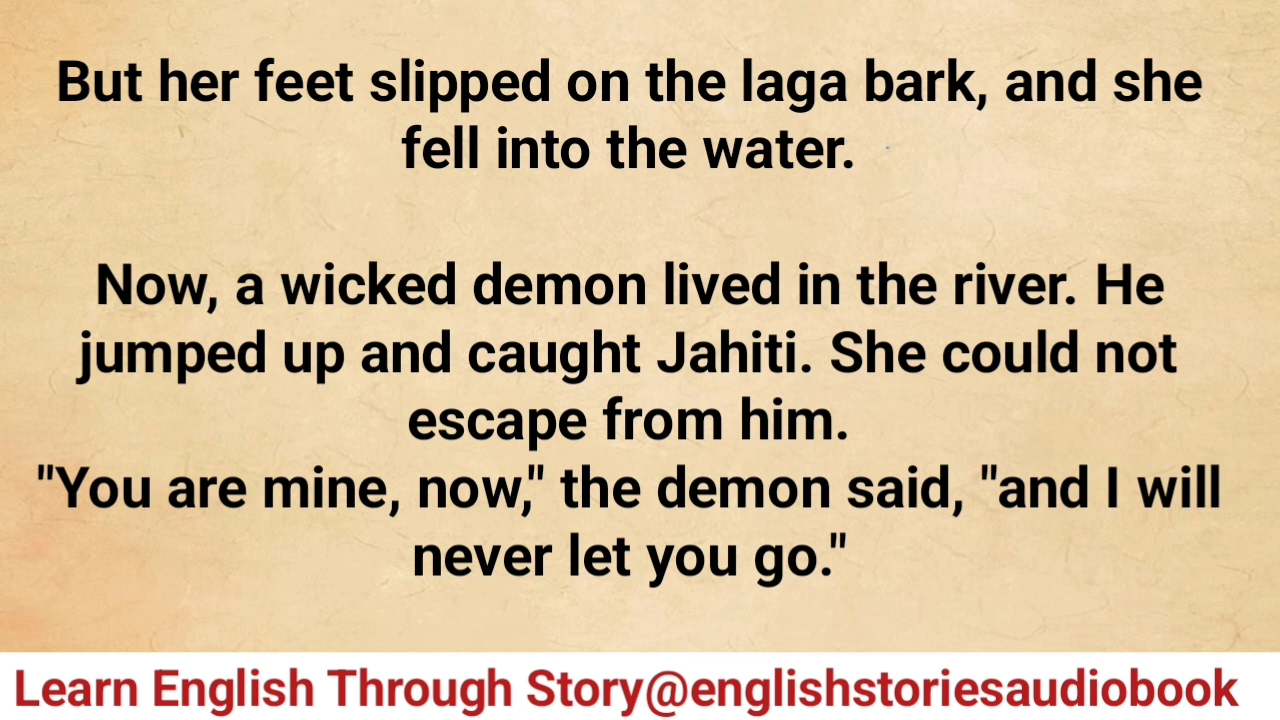 But her feet slipped on the laga bark, and she
fell into the water.
Now, a wicked demon lived in the river. He
jumped up and caught Jahiti. She could not
escape from him.
"You are mine, now," the demon said, "and I will
never let you go."
Learn English Through Story@englishstoriesaudiobook